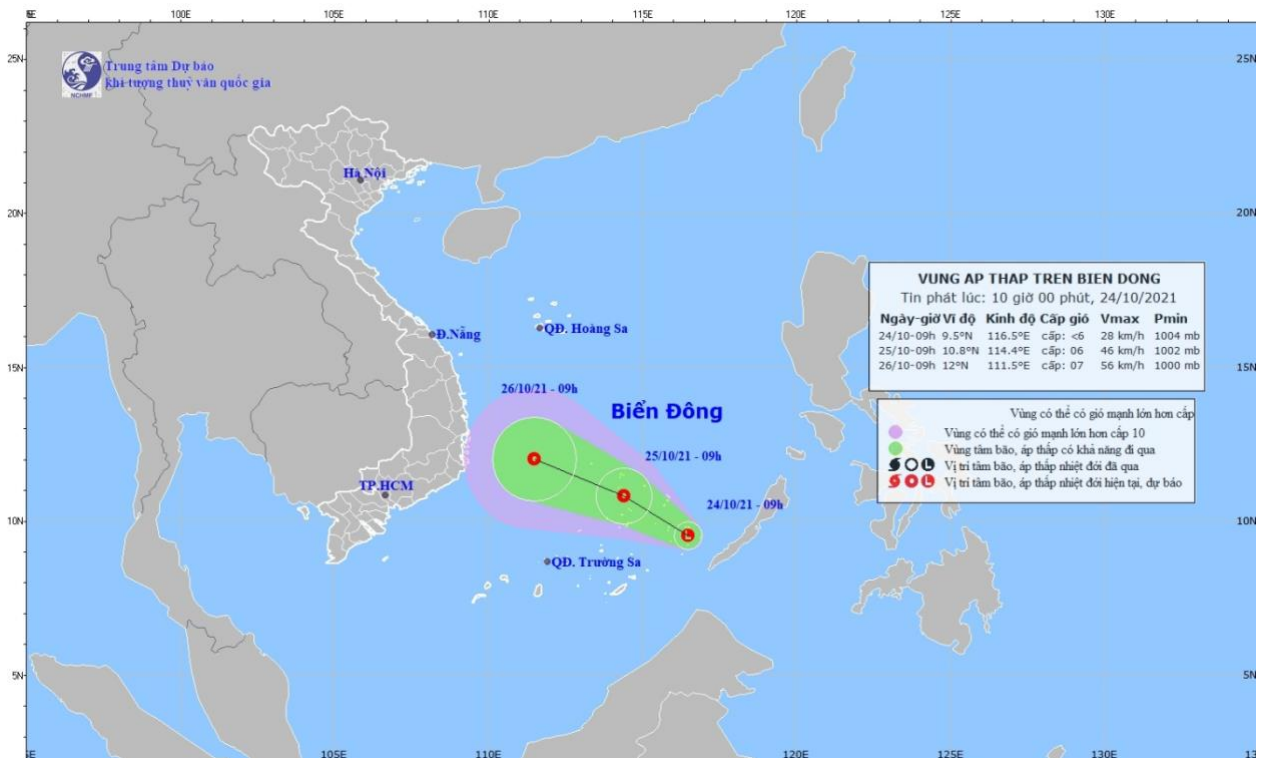 E 100E 105E 110E 115E 120E 125E 130E
25N
Trung tâm Dự báo
khí tượng thuỷ văn quốc gia
NCHMF
Hà Nội
20N 20N
VUNG AP THAP TREN BIEN DONG
Tin phát lúc: 10 giờ 00 phút, 24/10/2021
Ngày-giờ Vĩ độ Kinh độ Cấp gió Vmax Pmin
24/10-09h 9.5°N 116.5°E cấp: <6 28 km/h 1004 mb
25/10-09h 10.8°N 114.4°E cấp: 06 46 km/h 1002 mb
26/10-09h 12°N 111.5°E cấp: 07 56 km/h 1000 mb
Đ.Nẵng
QĐ. Hoàng Sa
15N 15N
26/10/21 - 09h
Biển Đông
Vùng có thể có gió mạnh lớn hơn cấp
Vùng có thể có gió mạnh lớn hơn cấp 10
Vùng tâm bão, áp thấp có khả năng đi qua
Vị trí tâm bão, áp thấp nhiệt đới đã qua
Vị trí tâm bão, áp thấp nhiệt đới hiện tại, dự báo
25/10/21 - 09h
TP.HCM
24/10/21 - 09h
L
10N 10N
QĐ. Trường Sa
5N 5N
E 100E 105E 110E 115E 120E 125E 130E 13